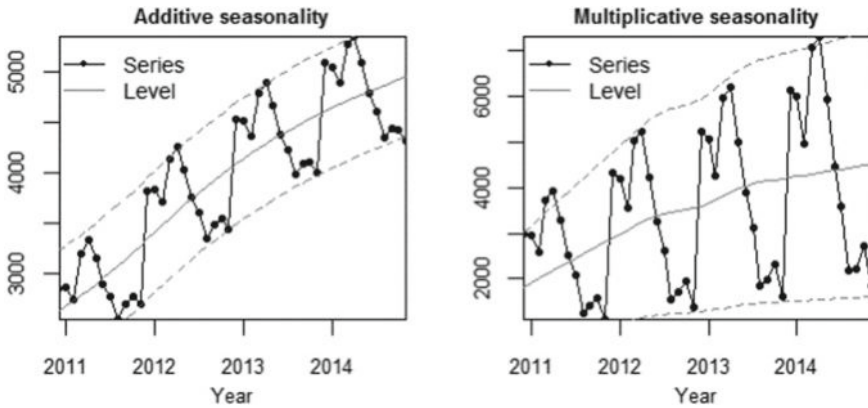 Additive seasonality
Series
Level
5000
4000
3000
2011
2012
2013
2014
Year
Multiplicative seasonality
Series
Level
6000
4000
2000
2011
2012
2013
2014
Year